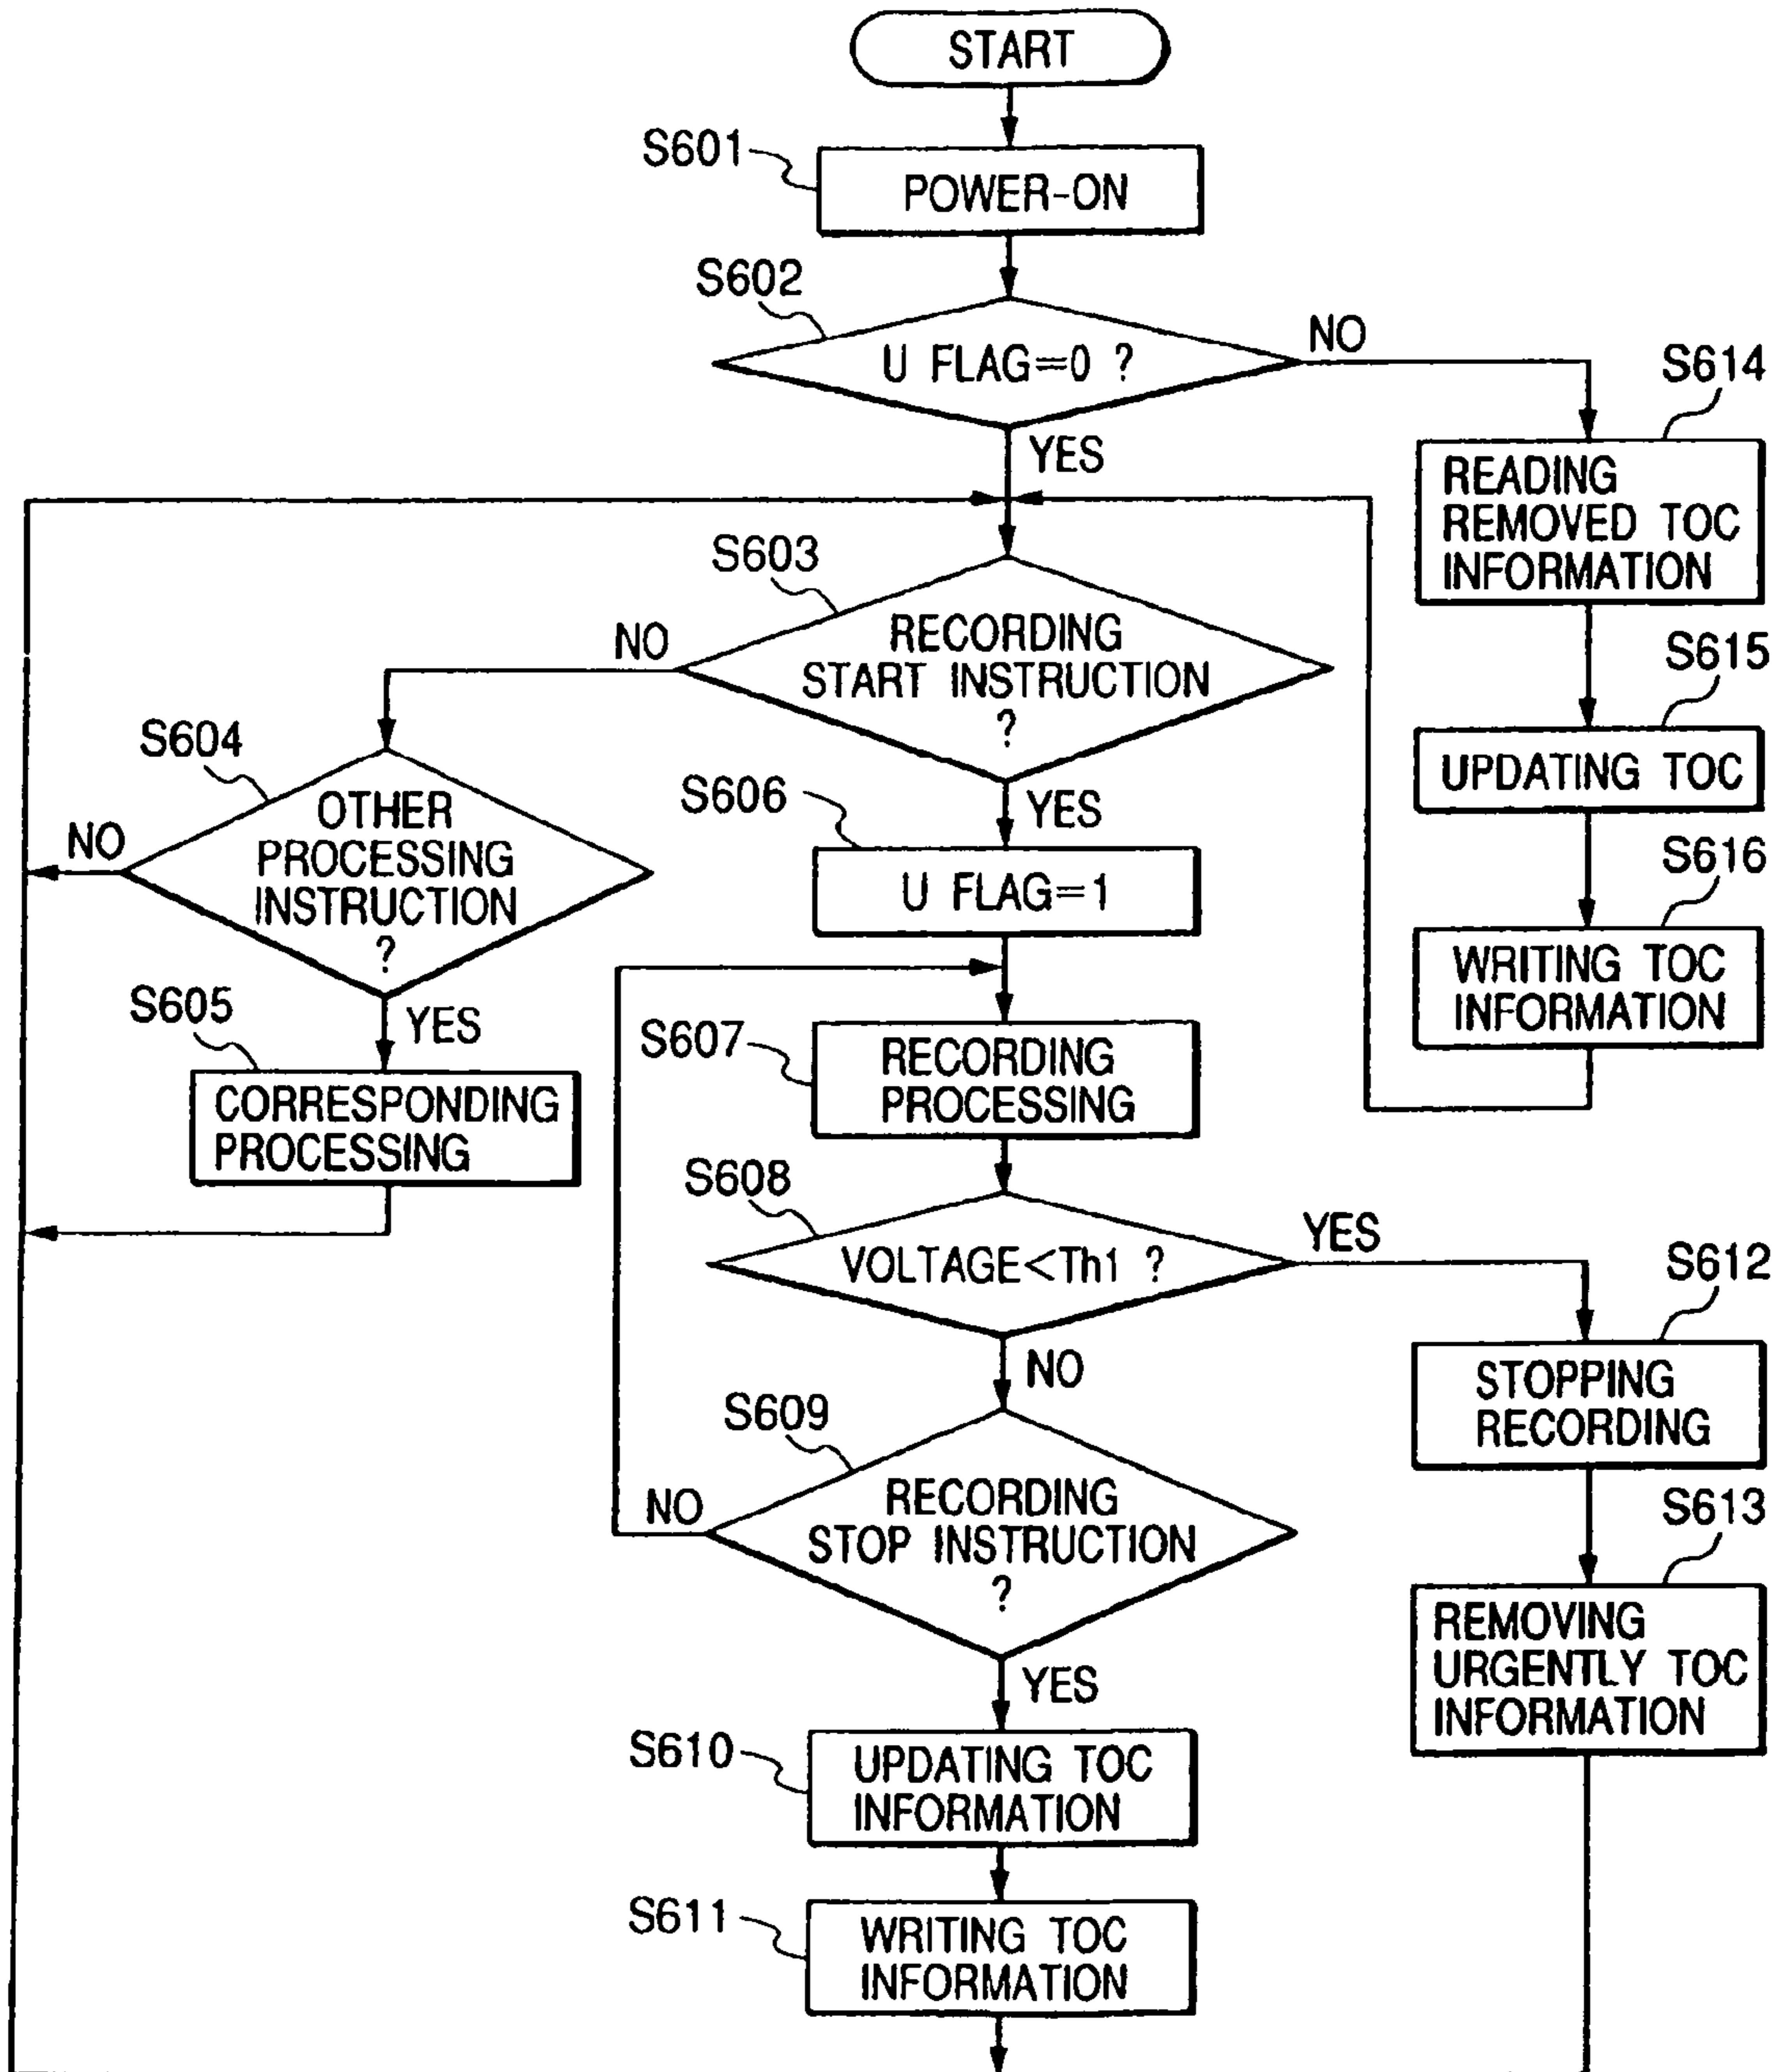 START
S601
POWER-ON
S602
U FLAG=0 ?
NO
YES
S614
READING
REMOVED TOC
INFORMATION
S603
RECORDING
START INSTRUCTION
?
NO
YES
S615
UPDATING TOC
S604
OTHER
PROCESSING
INSTRUCTION
?
NO
YES
S606
U FLAG=1
S616
WRITING TOC
INFORMATION
S605
CORRESPONDING
PROCESSING
S607
RECORDING
PROCESSING
S608
VOLTAGE<Th1 ?
YES
NO
S612
STOPPING
RECORDING
S609
RECORDING
STOP INSTRUCTION
?
NO
YES
S613
REMOVING
URGENTLY TOC
INFORMATION
S610
UPDATING TOC
INFORMATION
S611
WRITING TOC
INFORMATION